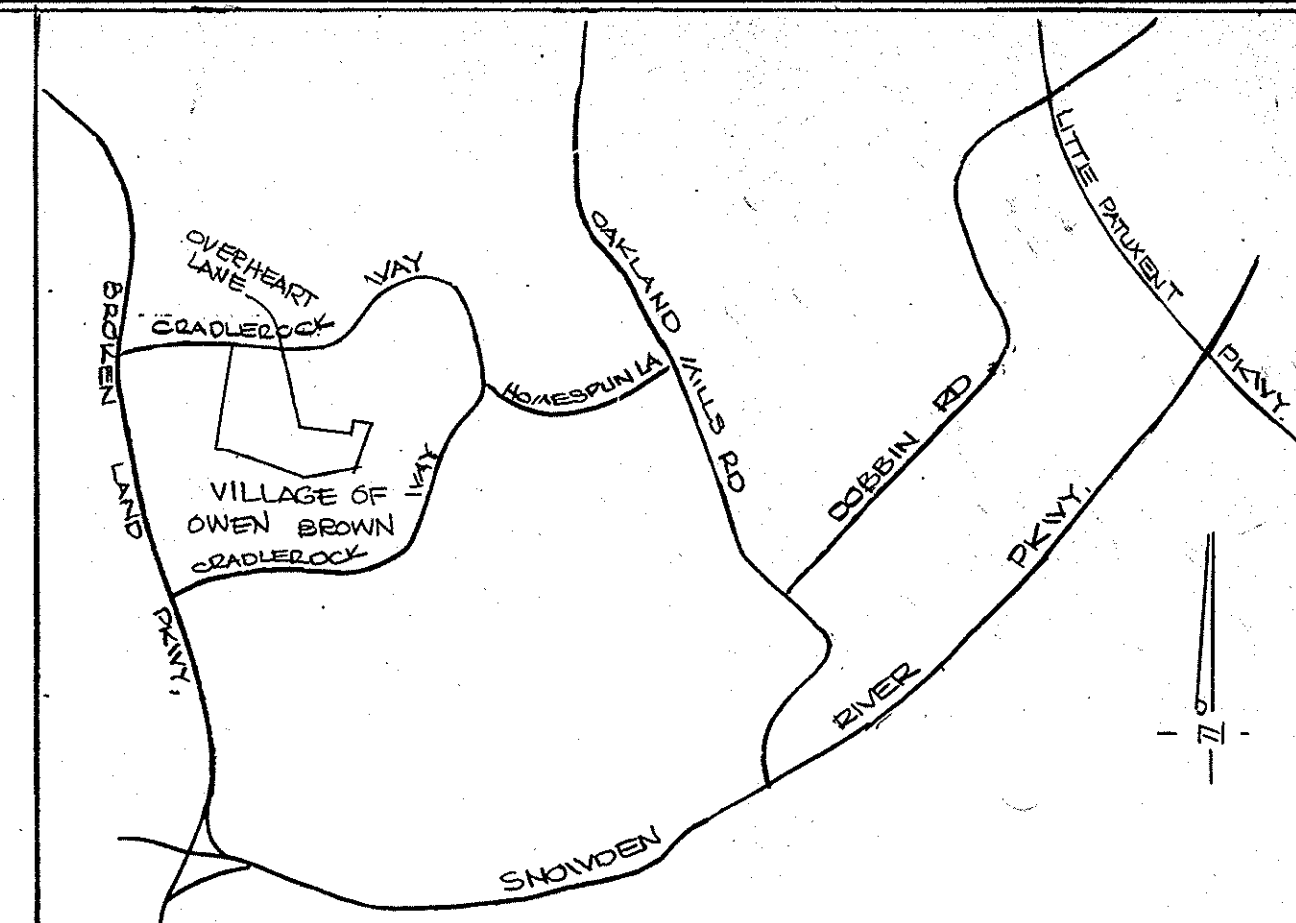 BROKEN LAND PKWY.
OVERHEART
LANE
CRADLEROCK WAY
VILLAGE OF
OWEN BROWN
CRADLEROCK WAY
HOMESPUN LA
OAKLAND MILLS RD
DOBBIN RD
LITTLE PATUXENT PKWY.
SNOWDEN RIVER PKWY.
N